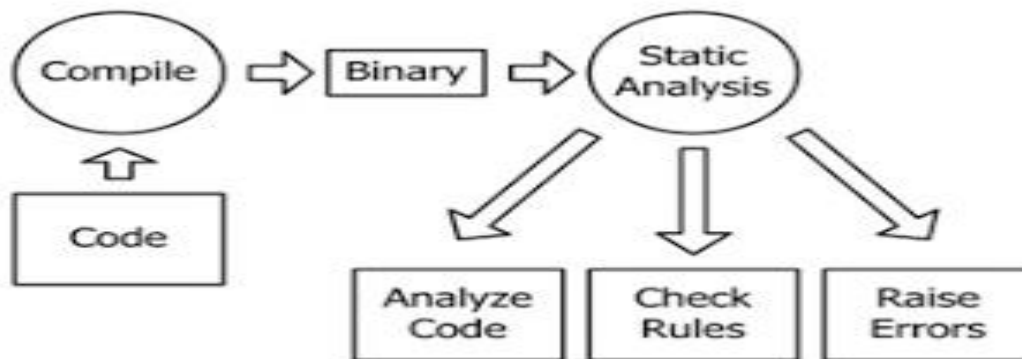 Compile
Binary
Static
Analysis
Code
Analyze
Code
Check
Rules
Raise
Errors